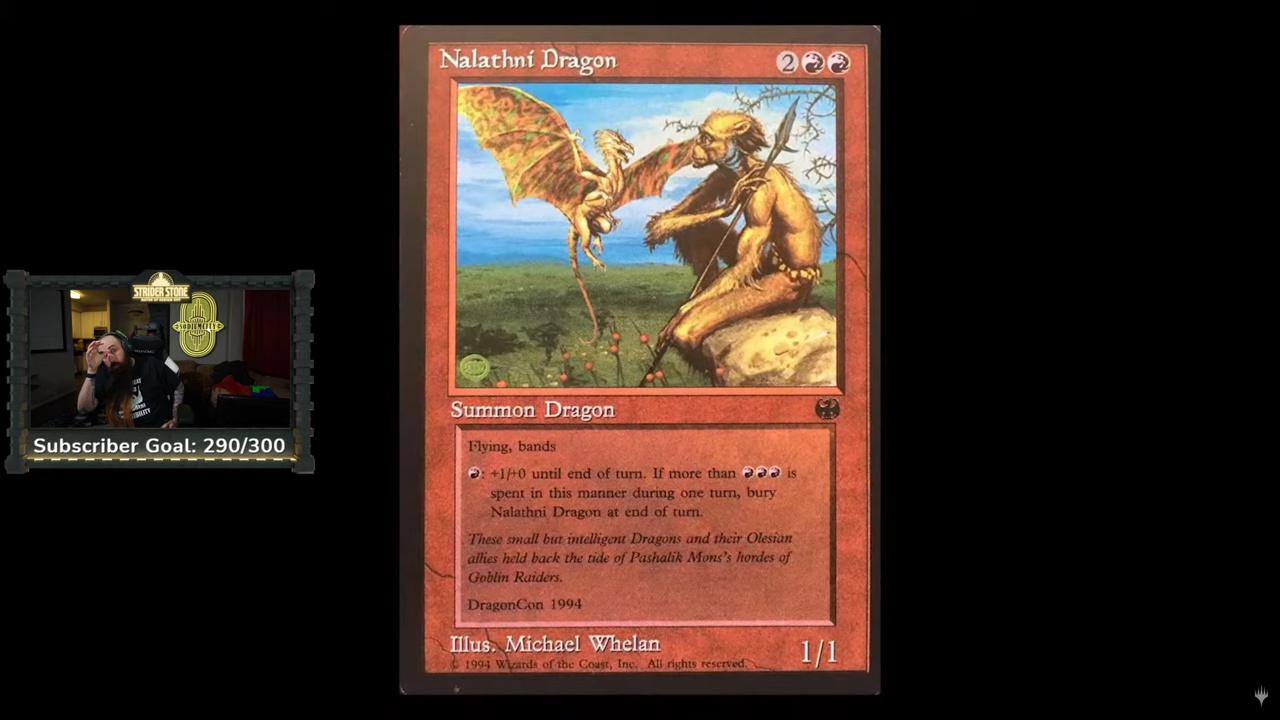 Nalathni Dragon
2
STRIDER STONE
SODIUM CITY
Subscriber Goal: 290/300
Summon Dragon
Flying, bands
: +1/+0 until end of turn. If more than is
spent in this manner during one turn, bury
Nalathni Dragon at end of turn.
These small but intelligent Dragons and their Olesian
allies held back the tide of Pashalik Mons's hordes of
Goblin Raiders.
DragonCon 1994
Illus. Michael Whelan
1/1
© 1994 Wizards of the Coast, Inc. All rights reserved.